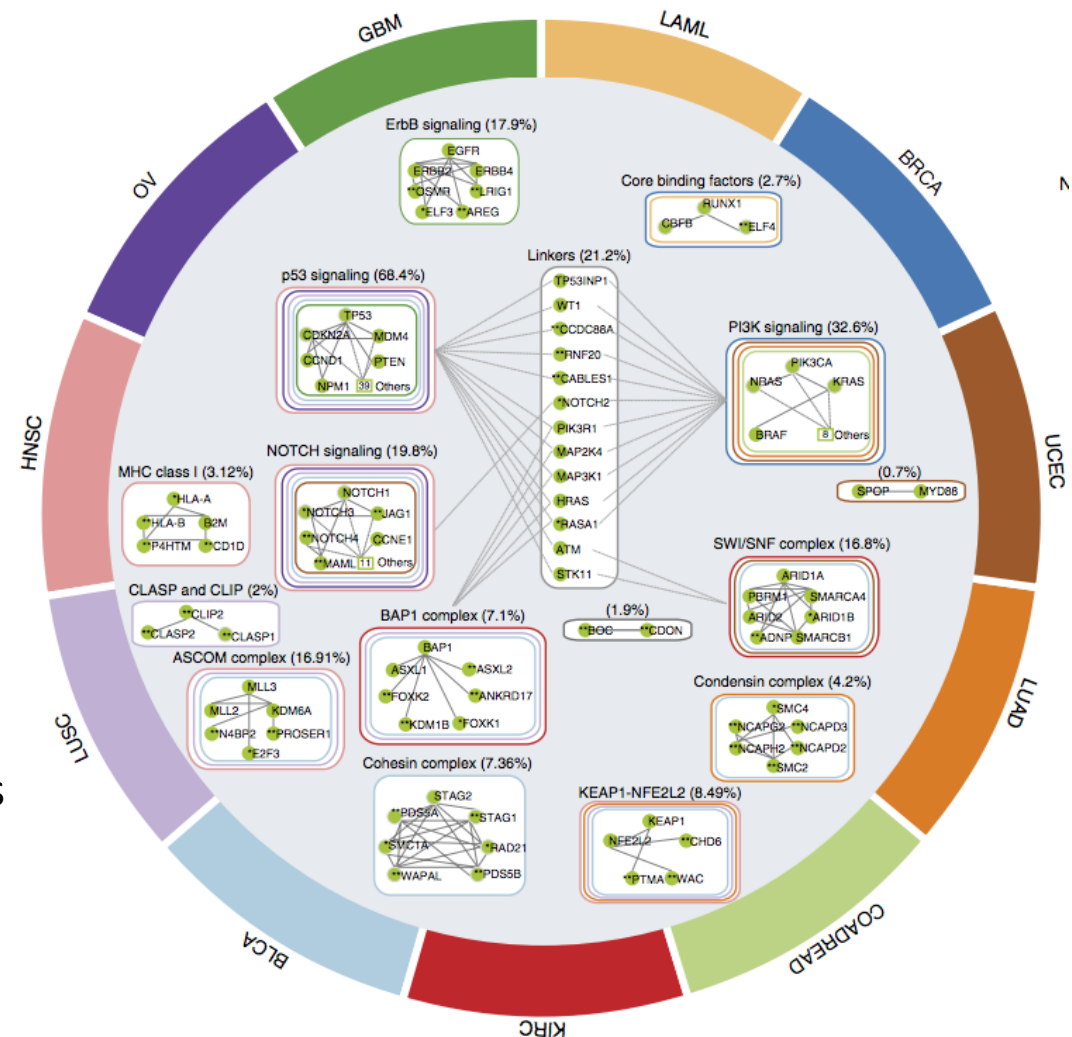 GBM
LAML
BRCA
UCEC
LUAD
COADREAD
KIRC
BLCA
LUSC
HNSC
OV
N
S
ErbB signaling (17.9%)
EGFR
ERBB2 ERBB4
**OSMR **LRIG1
*ELF3 **AREG
Core binding factors (2.7%)
RUNX1
CBFB **ELF4
Linkers (21.2%)
TP53INP1
WT1
**CCDC88A
**RNF20
**CABLES1
*NOTCH2
PIK3R1
MAP2K4
MAP3K1
HRAS
*RASA1
ATM
STK11
p53 signaling (68.4%)
TP53
CDKN2A MDM4
CCND1 PTEN
NPM1 39 Others
PI3K signaling (32.6%)
PIK3CA
NRAS KRAS
BRAF 8 Others
NOTCH signaling (19.8%)
NOTCH1
*NOTCH3 **JAG1
**NOTCH4 CCNE1
**MAML 11 Others
MHC class I (3.12%)
*HLA-A
**HLA-B B2M
**P4HTM **CD1D
(0.7%)
SPOP MYD88
SWI/SNF complex (16.8%)
ARID1A
PBRM1 SMARCA4
ARID2 *ARID1B
**ADNP SMARCB1
CLASP and CLIP (2%)
**CLIP2
**CLASP2 **CLASP1
(1.9%)
**BOC **CDON
BAP1 complex (7.1%)
BAP1
ASXL1 **ASXL2
**FOXK2 **ANKRD17
**KDM1B *FOXK1
ASCOM complex (16.91%)
MLL3
MLL2 KDM6A
**N4BP2 **PROSER1
*E2F3
Condensin complex (4.2%)
*SMC4
**NCAPG2 **NCAPD3
**NCAPH2 **NCAPD2
**SMC2
Cohesin complex (7.36%)
STAG2
**PDS5A **STAG1
*SMC1A *RAD21
**WAPAL **PDS5B
KEAP1-NFE2L2 (8.49%)
KEAP1
NFE2L2 **CHD6
**PTMA **WAC